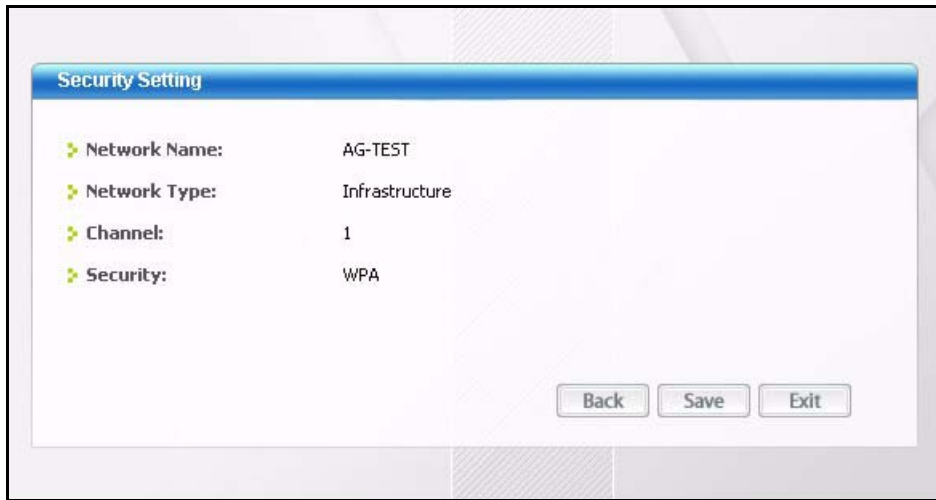 Security Setting
Network Name: AG-TEST
Network Type: Infrastructure
Channel: 1
Security: WPA
Back Save Exit